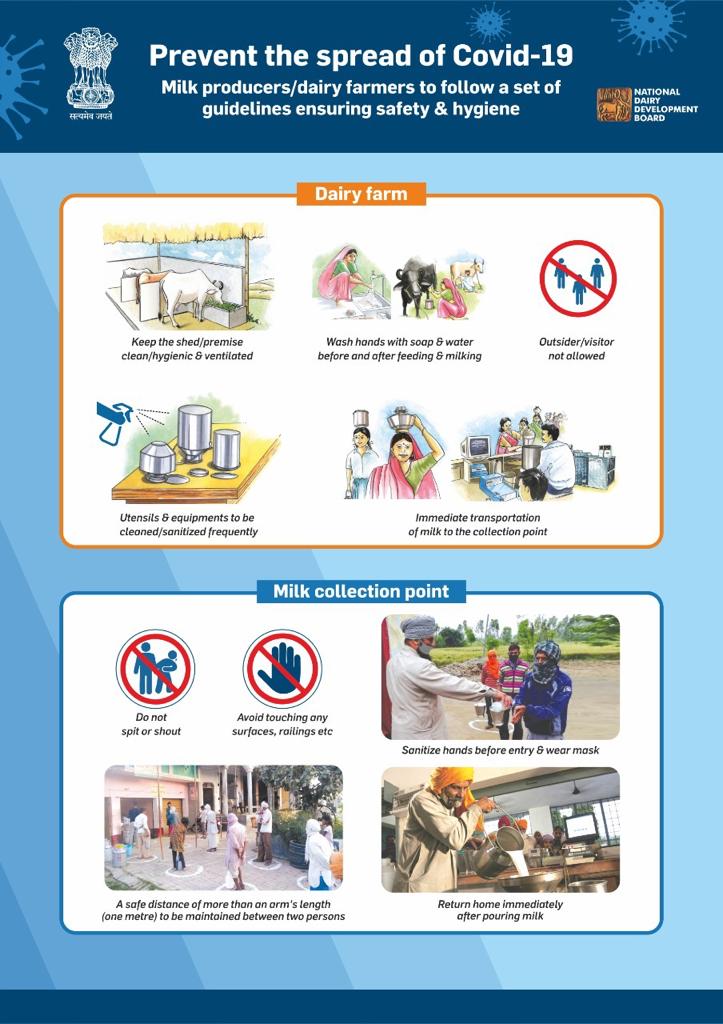 Prevent the spread of Covid-19
Milk producers/dairy farmers to follow a set of
guidelines ensuring safety & hygiene
सत्यमेव जयते
NATIONAL
DAIRY
DEVELOPMENT
BOARD
Dairy farm
Keep the shed/premise
clean/hygienic & ventilated
Wash hands with soap & water
before and after feeding & milking
Outsider/visitor
not allowed
Utensils & equipments to be
cleaned/sanitized frequently
Immediate transportation
of milk to the collection point
Milk collection point
Do not
spit or shout
Avoid touching any
surfaces, railings etc
Sanitize hands before entry & wear mask
A safe distance of more than an arm's length
(one metre) to be maintained between two persons
Return home immediately
after pouring milk